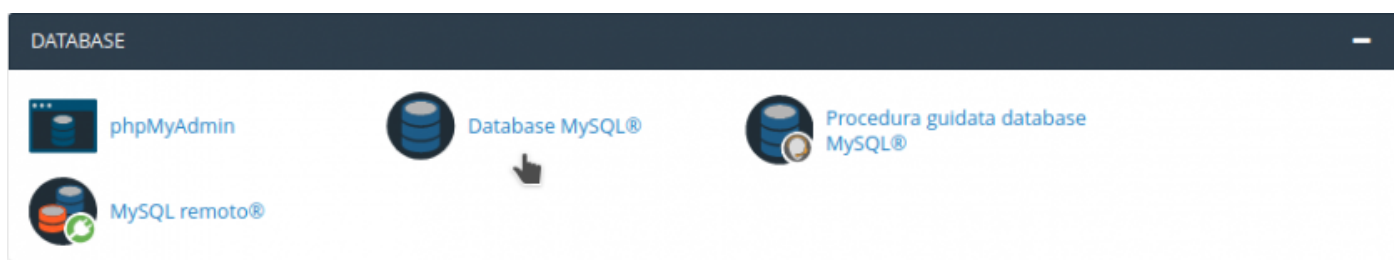 DATABASE
phpMyAdmin
Database MySQL®
Procedura guidata database
MySQL®
MySQL remoto®